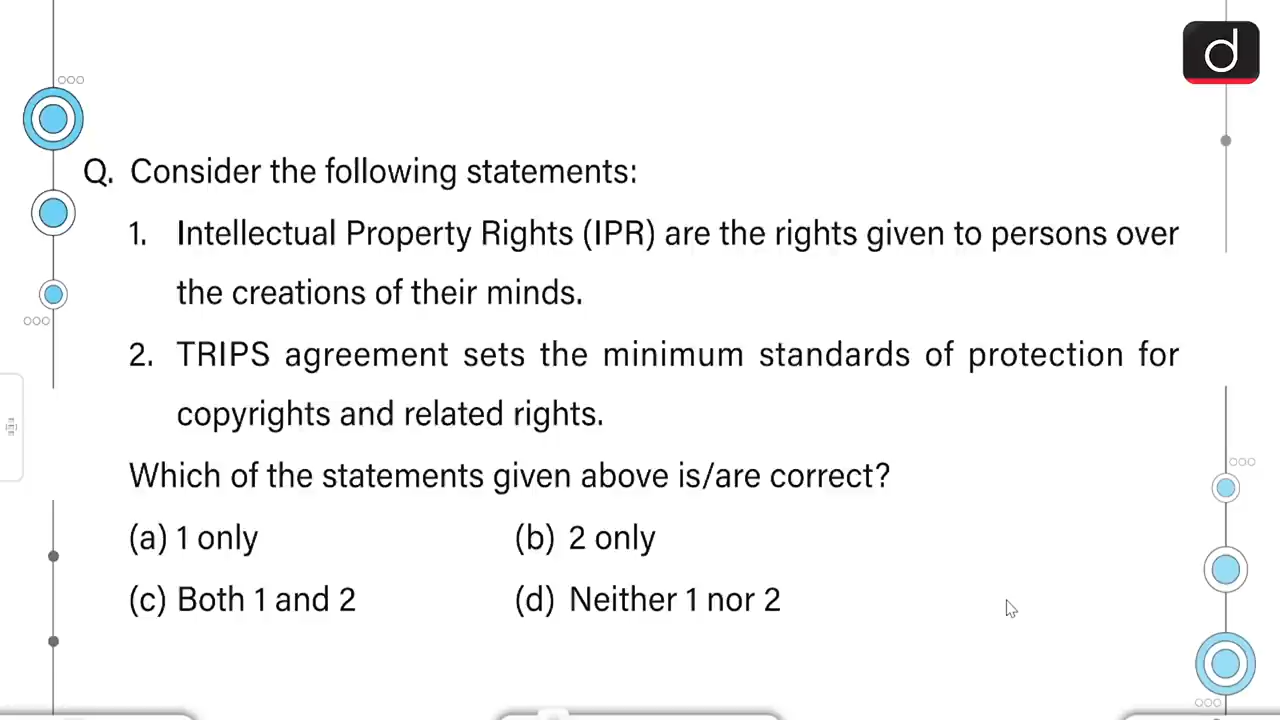 d
Q. Consider the following statements:
1. Intellectual Property Rights (IPR) are the rights given to persons over
the creations of their minds.
2. TRIPS agreement sets the minimum standards of protection for
copyrights and related rights.
Which of the statements given above is/are correct?
(a) 1 only (b) 2 only
(c) Both 1 and 2 (d) Neither 1 nor 2